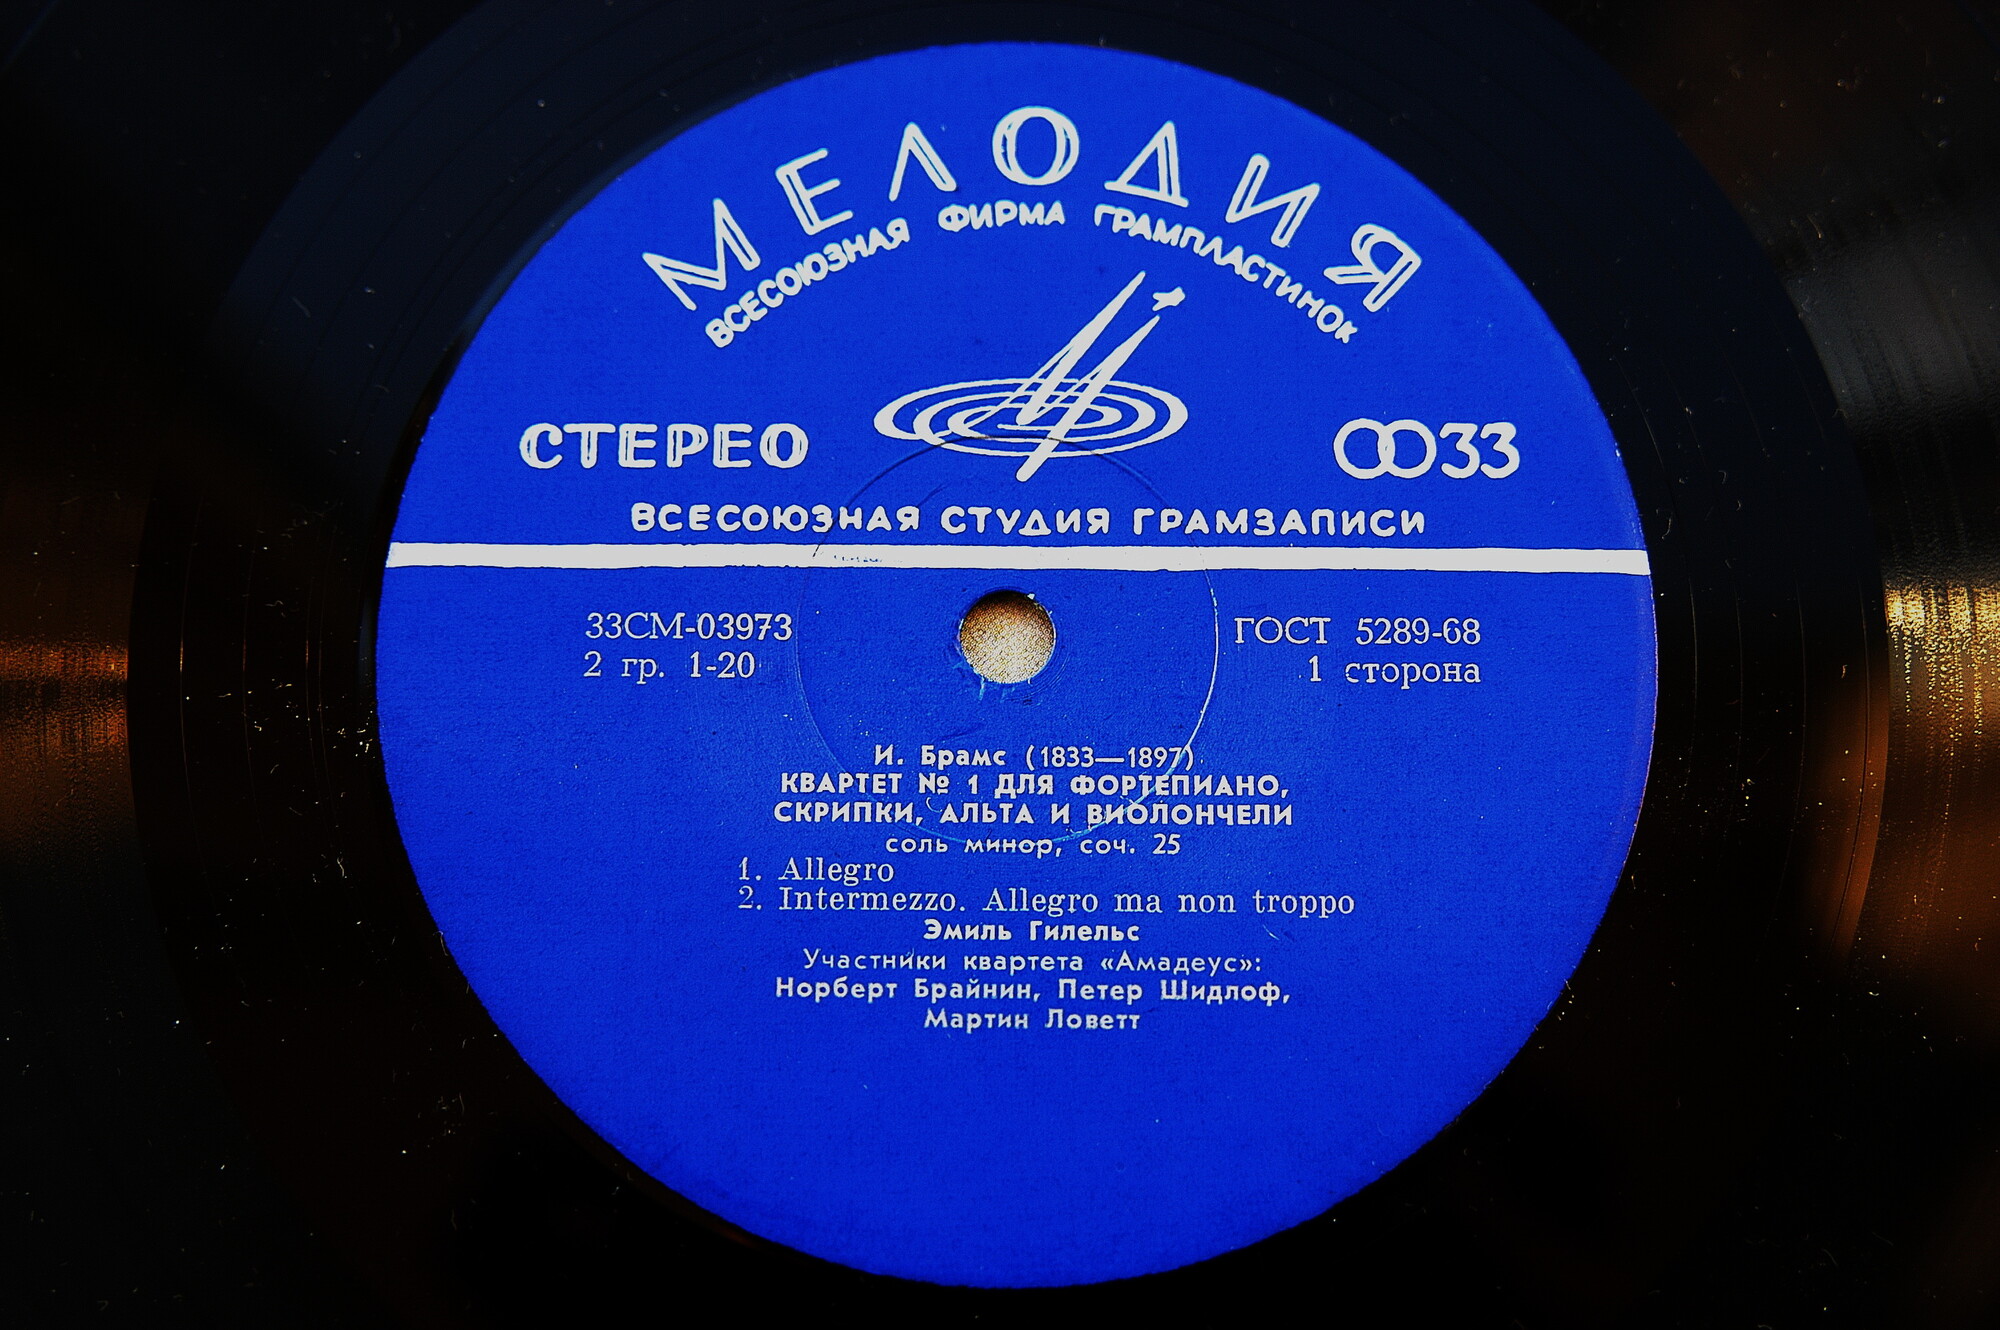 МЕЛОДИЯ
ВСЕСОЮЗНАЯ ФИРМА ГРАМПЛАСТИНОК
СТЕРЕО
33
ВСЕСОЮЗНАЯ СТУДИЯ ГРАМЗАПИСИ
33СМ-03973
2 гр. 1-20
ГОСТ 5289-68
1 сторона
И. Брамс (1833—1897)
КВАРТЕТ № 1 ДЛЯ ФОРТЕПИАНО,
СКРИПКИ, АЛЬТА И ВИОЛОНЧЕЛИ
соль минор, соч. 25
1. Allegro
2. Intermezzo. Allegro ma non troppo
Эмиль Гилельс
Участники квартета «Амадеус»:
Норберт Брайнин, Петер Шидлоф,
Мартин Ловетт